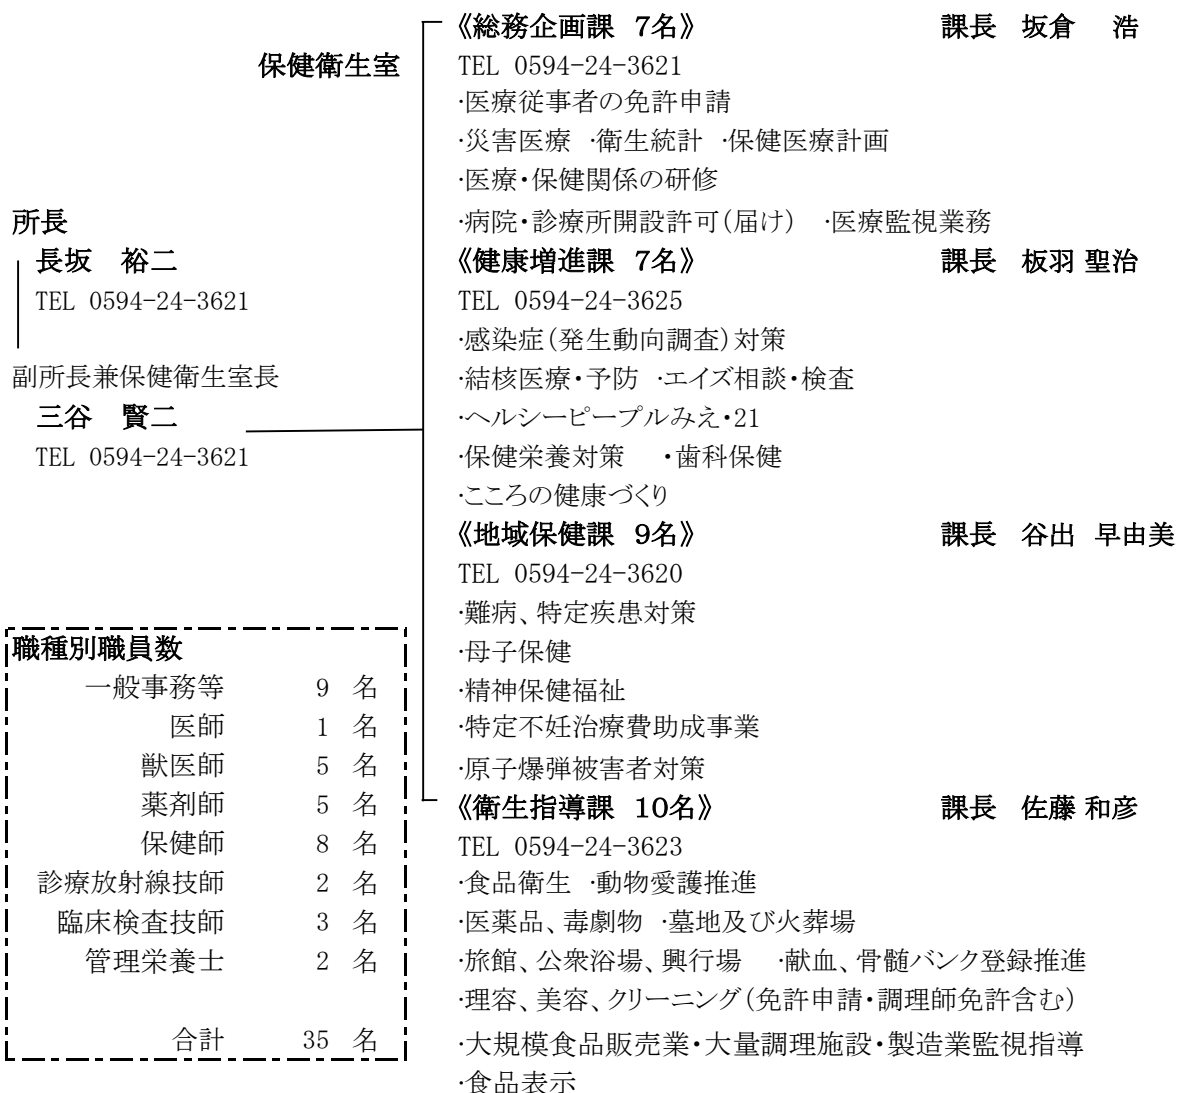 所長
長坂　裕二
TEL 0594-24-3621
副所長兼保健衛生室長
三谷　賢二
TEL 0594-24-3621
保健衛生室
《総務企画課　7名》　課長　坂倉　浩
TEL 0594-24-3621
·医療従事者の免許申請
·災害医療　·衛生統計　·保健医療計画
·医療・保健関係の研修
·病院・診療所開設許可(届け)　·医療監視業務
《健康増進課　7名》　課長　板羽 聖治
TEL 0594-24-3625
·感染症(発生動向調査)対策
·結核医療・予防　·エイズ相談・検査
·ヘルシーピープルみえ・21
·保健栄養対策　・歯科保健
·こころの健康づくり
《地域保健課　9名》　課長　谷出　早由美
TEL 0594-24-3620
·難病、特定疾患対策
·母子保健
·精神保健福祉
·特定不妊治療費助成事業
·原子爆弾被害者対策
《衛生指導課　10名》　課長　佐藤 和彦
TEL 0594-24-3623
·食品衛生　·動物愛護推進
·医薬品、毒劇物　·墓地及び火葬場
·旅館、公衆浴場、興行場　·献血、骨髄バンク登録推進
·理容、美容、クリーニング(免許申請・調理師免許含む)
·大規模食品販売業・大量調理施設・製造業監視指導
·食品表示
職種別職員数
一般事務等　9　名
医師　1　名
獣医師　5　名
薬剤師　5　名
保健師　8　名
診療放射線技師　2　名
臨床検査技師　3　名
管理栄養士　2　名
合計　35　名